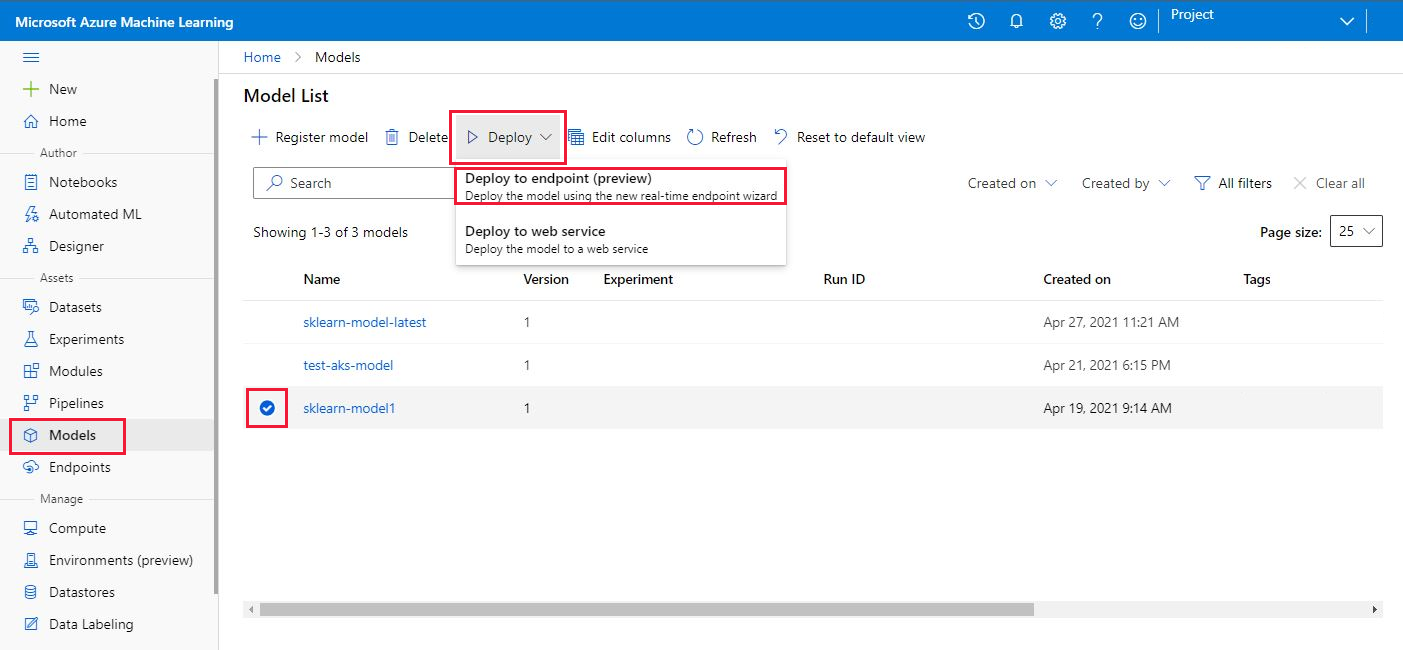 Microsoft Azure Machine Learning
Project
New
Home
Author
Notebooks
Automated ML
Designer
Assets
Datasets
Experiments
Modules
Pipelines
Models
Endpoints
Manage
Compute
Environments (preview)
Datastores
Data Labeling
Home > Models
Model List
Register model Delete Deploy Edit columns Refresh Reset to default view
Search Created on Created by All filters Clear all
Deploy to endpoint (preview)
Deploy the model using the new real-time endpoint wizard
Deploy to web service
Deploy the model to a web service
Showing 1-3 of 3 models Page size: 25
Name Version Experiment Run ID Created on Tags
sklearn-model-latest 1 Apr 27, 2021 11:21 AM
test-aks-model 1 Apr 21, 2021 6:15 PM
sklearn-model1 1 Apr 19, 2021 9:14 AM